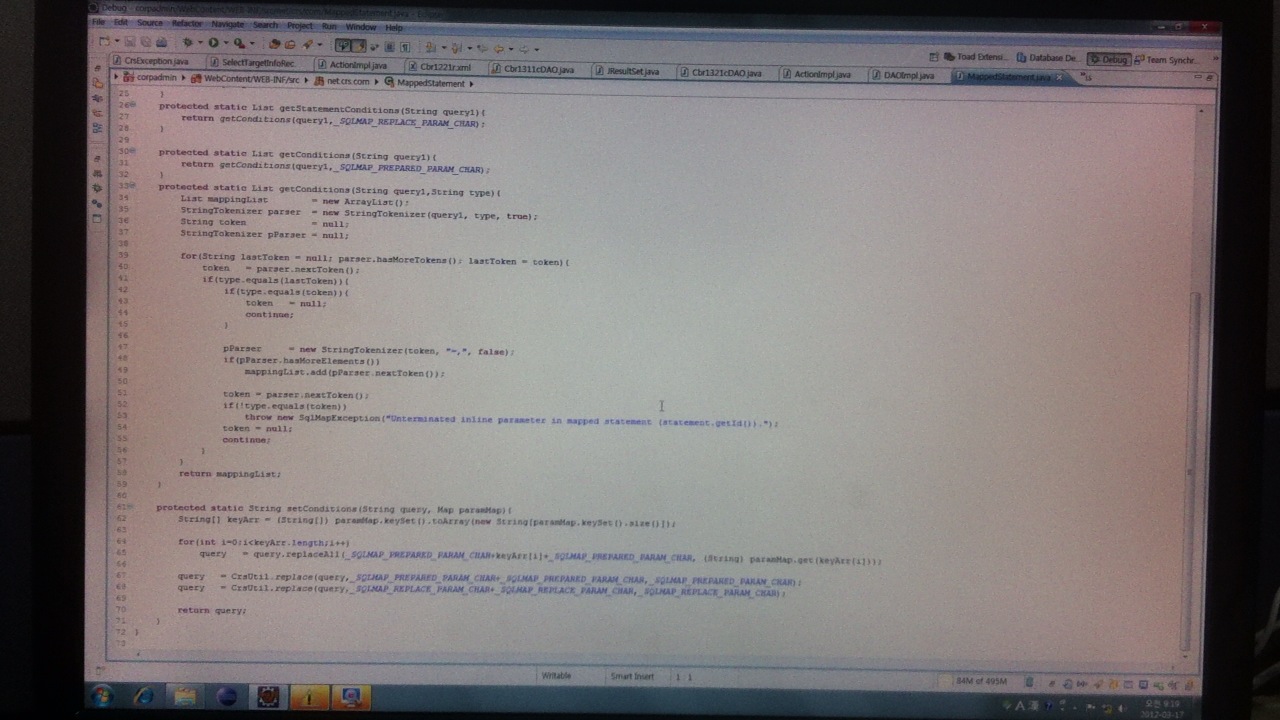 Debug - corpadmin/WebContent/WEB-INF/src/net/cn/com/MappedStatement.java - Eclipse
File Edit Source Refactor Navigate Search Project Run Window Help
Toad Extensi... Database De... Debug Team Synchr...
CrsException.java SelectTargetInfoRec... ActionImpl.java Cbr1221r.xml Cbr1311cDAO.java JResultSet.java Cbr1321cDAO.java ActionImpl.java DAOImpl.java MappedStatement.java
corpadmin WebContent/WEB-INF/src net.cn.com MappedStatement
25 }
26 protected static List getStatementConditions(String query1){
27 return getConditions(query1,_SQLMAP_REPLACE_PARAM_CHAR);
28 }
29
30 protected static List getConditions(String query1){
31 return getConditions(query1,_SQLMAP_PREPARED_PARAM_CHAR);
32 }
33 protected static List getConditions(String query1,String type){
34 List mappingList = new ArrayList();
35 StringTokenizer parser = new StringTokenizer(query1, type, true);
36 String token = null;
37 StringTokenizer pParser = null;
38
39 for(String lastToken = null; parser.hasMoreTokens(); lastToken = token){
40 token = parser.nextToken();
41 if(type.equals(lastToken)){
42 if(type.equals(token)){
43 token = null;
44 continue;
45 }
46
47 pParser = new StringTokenizer(token, "=,", false);
48 if(pParser.hasMoreElements())
49 mappingList.add(pParser.nextToken());
50
51 token = parser.nextToken();
52 if(!type.equals(token))
53 throw new SqlMapException("Unterminated inline parameter in mapped statement (statement.getId()).");
54 token = null;
55 continue;
56 }
57 }
58 return mappingList;
59 }
60
61 protected static String setConditions(String query, Map paramMap){
62 String[] keyArr = (String[]) paramMap.keySet().toArray(new String[paramMap.keySet().size()]);
63
64 for(int i=0;i<keyArr.length;i++)
65 query = query.replaceAll(_SQLMAP_PREPARED_PARAM_CHAR+keyArr[i]+_SQLMAP_PREPARED_PARAM_CHAR, (String) paramMap.get(keyArr[i]));
66
67 query = CrsUtil.replace(query,_SQLMAP_PREPARED_PARAM_CHAR+_SQLMAP_PREPARED_PARAM_CHAR,_SQLMAP_PREPARED_PARAM_CHAR);
68 query = CrsUtil.replace(query,_SQLMAP_REPLACE_PARAM_CHAR+_SQLMAP_REPLACE_PARAM_CHAR,_SQLMAP_REPLACE_PARAM_CHAR);
69
70 return query;
71 }
72 }
73
Writable Smart Insert 1 : 1 84M of 495M
A 漢
오전 9:19
2012-03-17